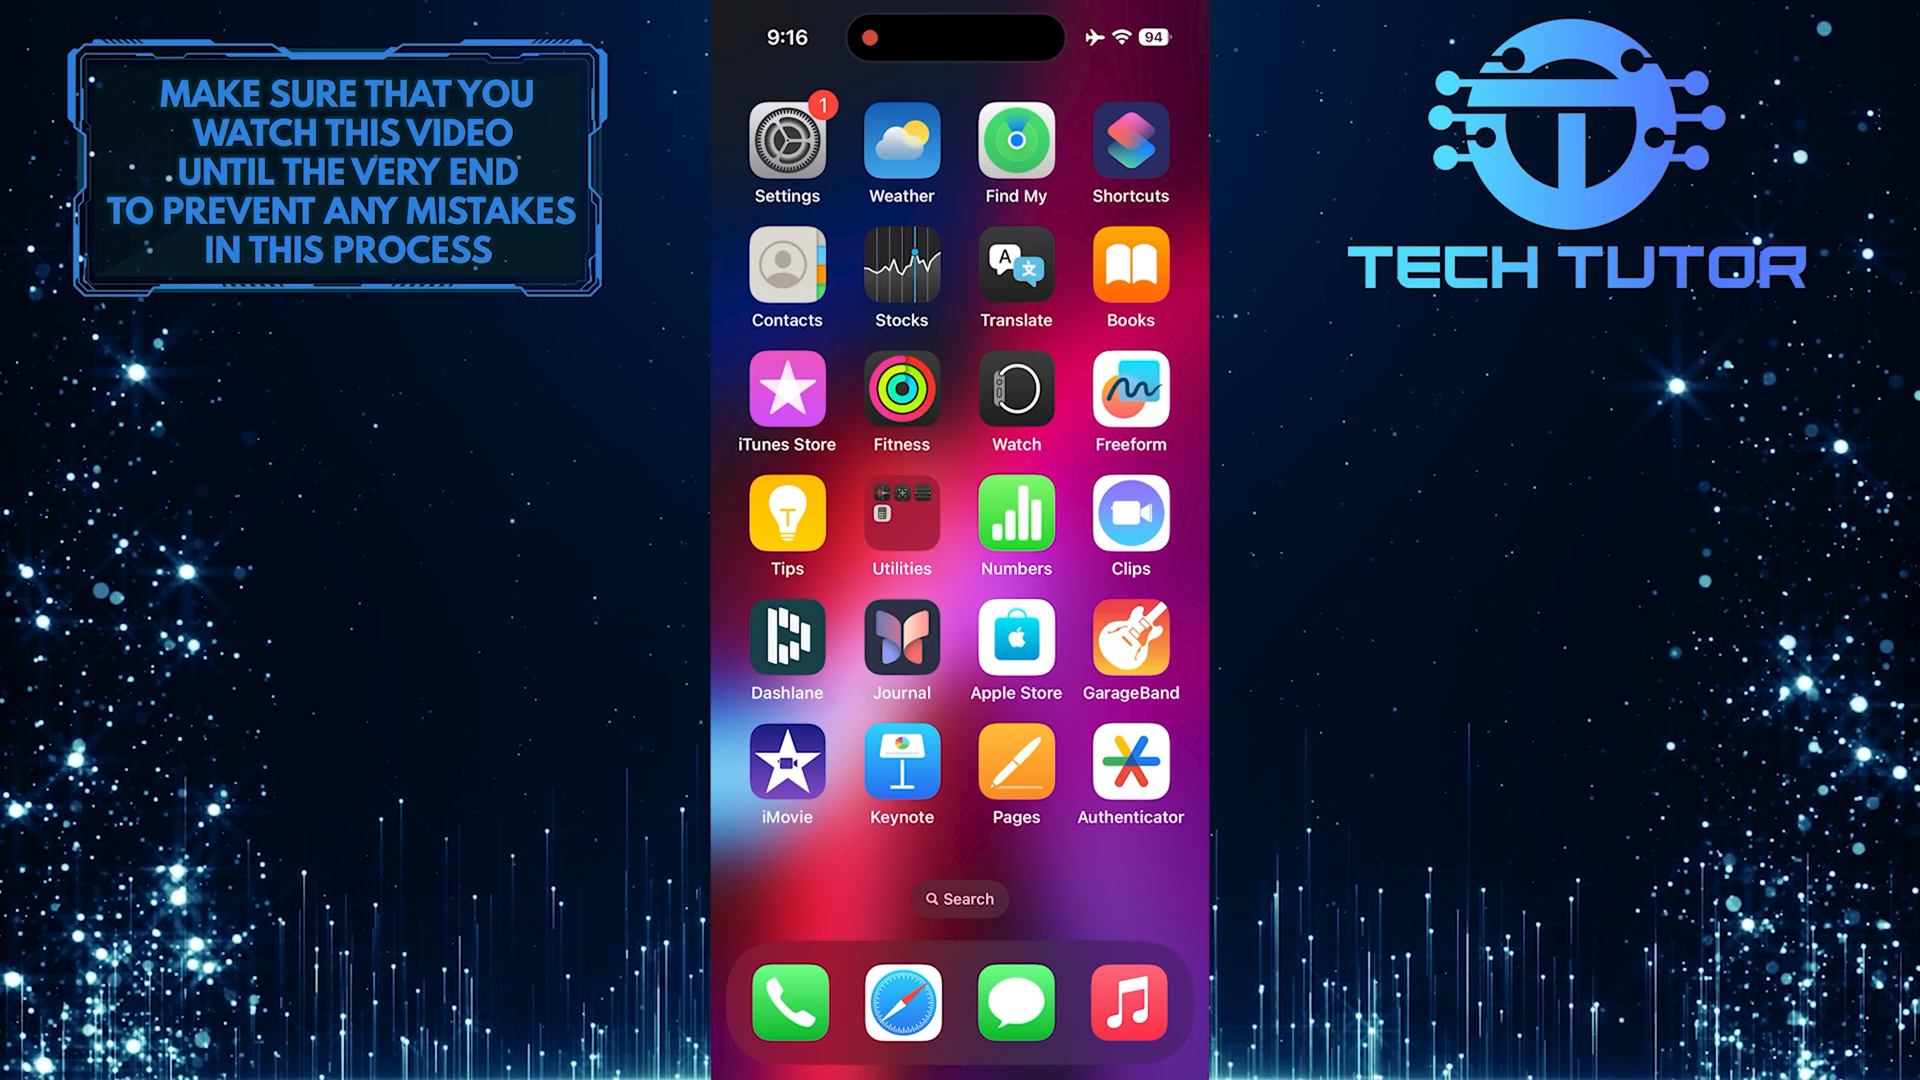 MAKE SURE THAT YOU
WATCH THIS VIDEO
UNTIL THE VERY END
TO PREVENT ANY MISTAKES
IN THIS PROCESS
9:16
94
1
Settings
Weather
Find My
Shortcuts
A
文
Contacts
Stocks
Translate
Books
iTunes Store
Fitness
Watch
Freeform
Tips
Utilities
Numbers
Clips
Dashlane
Journal
Apple Store
GarageBand
iMovie
Keynote
Pages
Authenticator
Search
T
TECH TUTOR